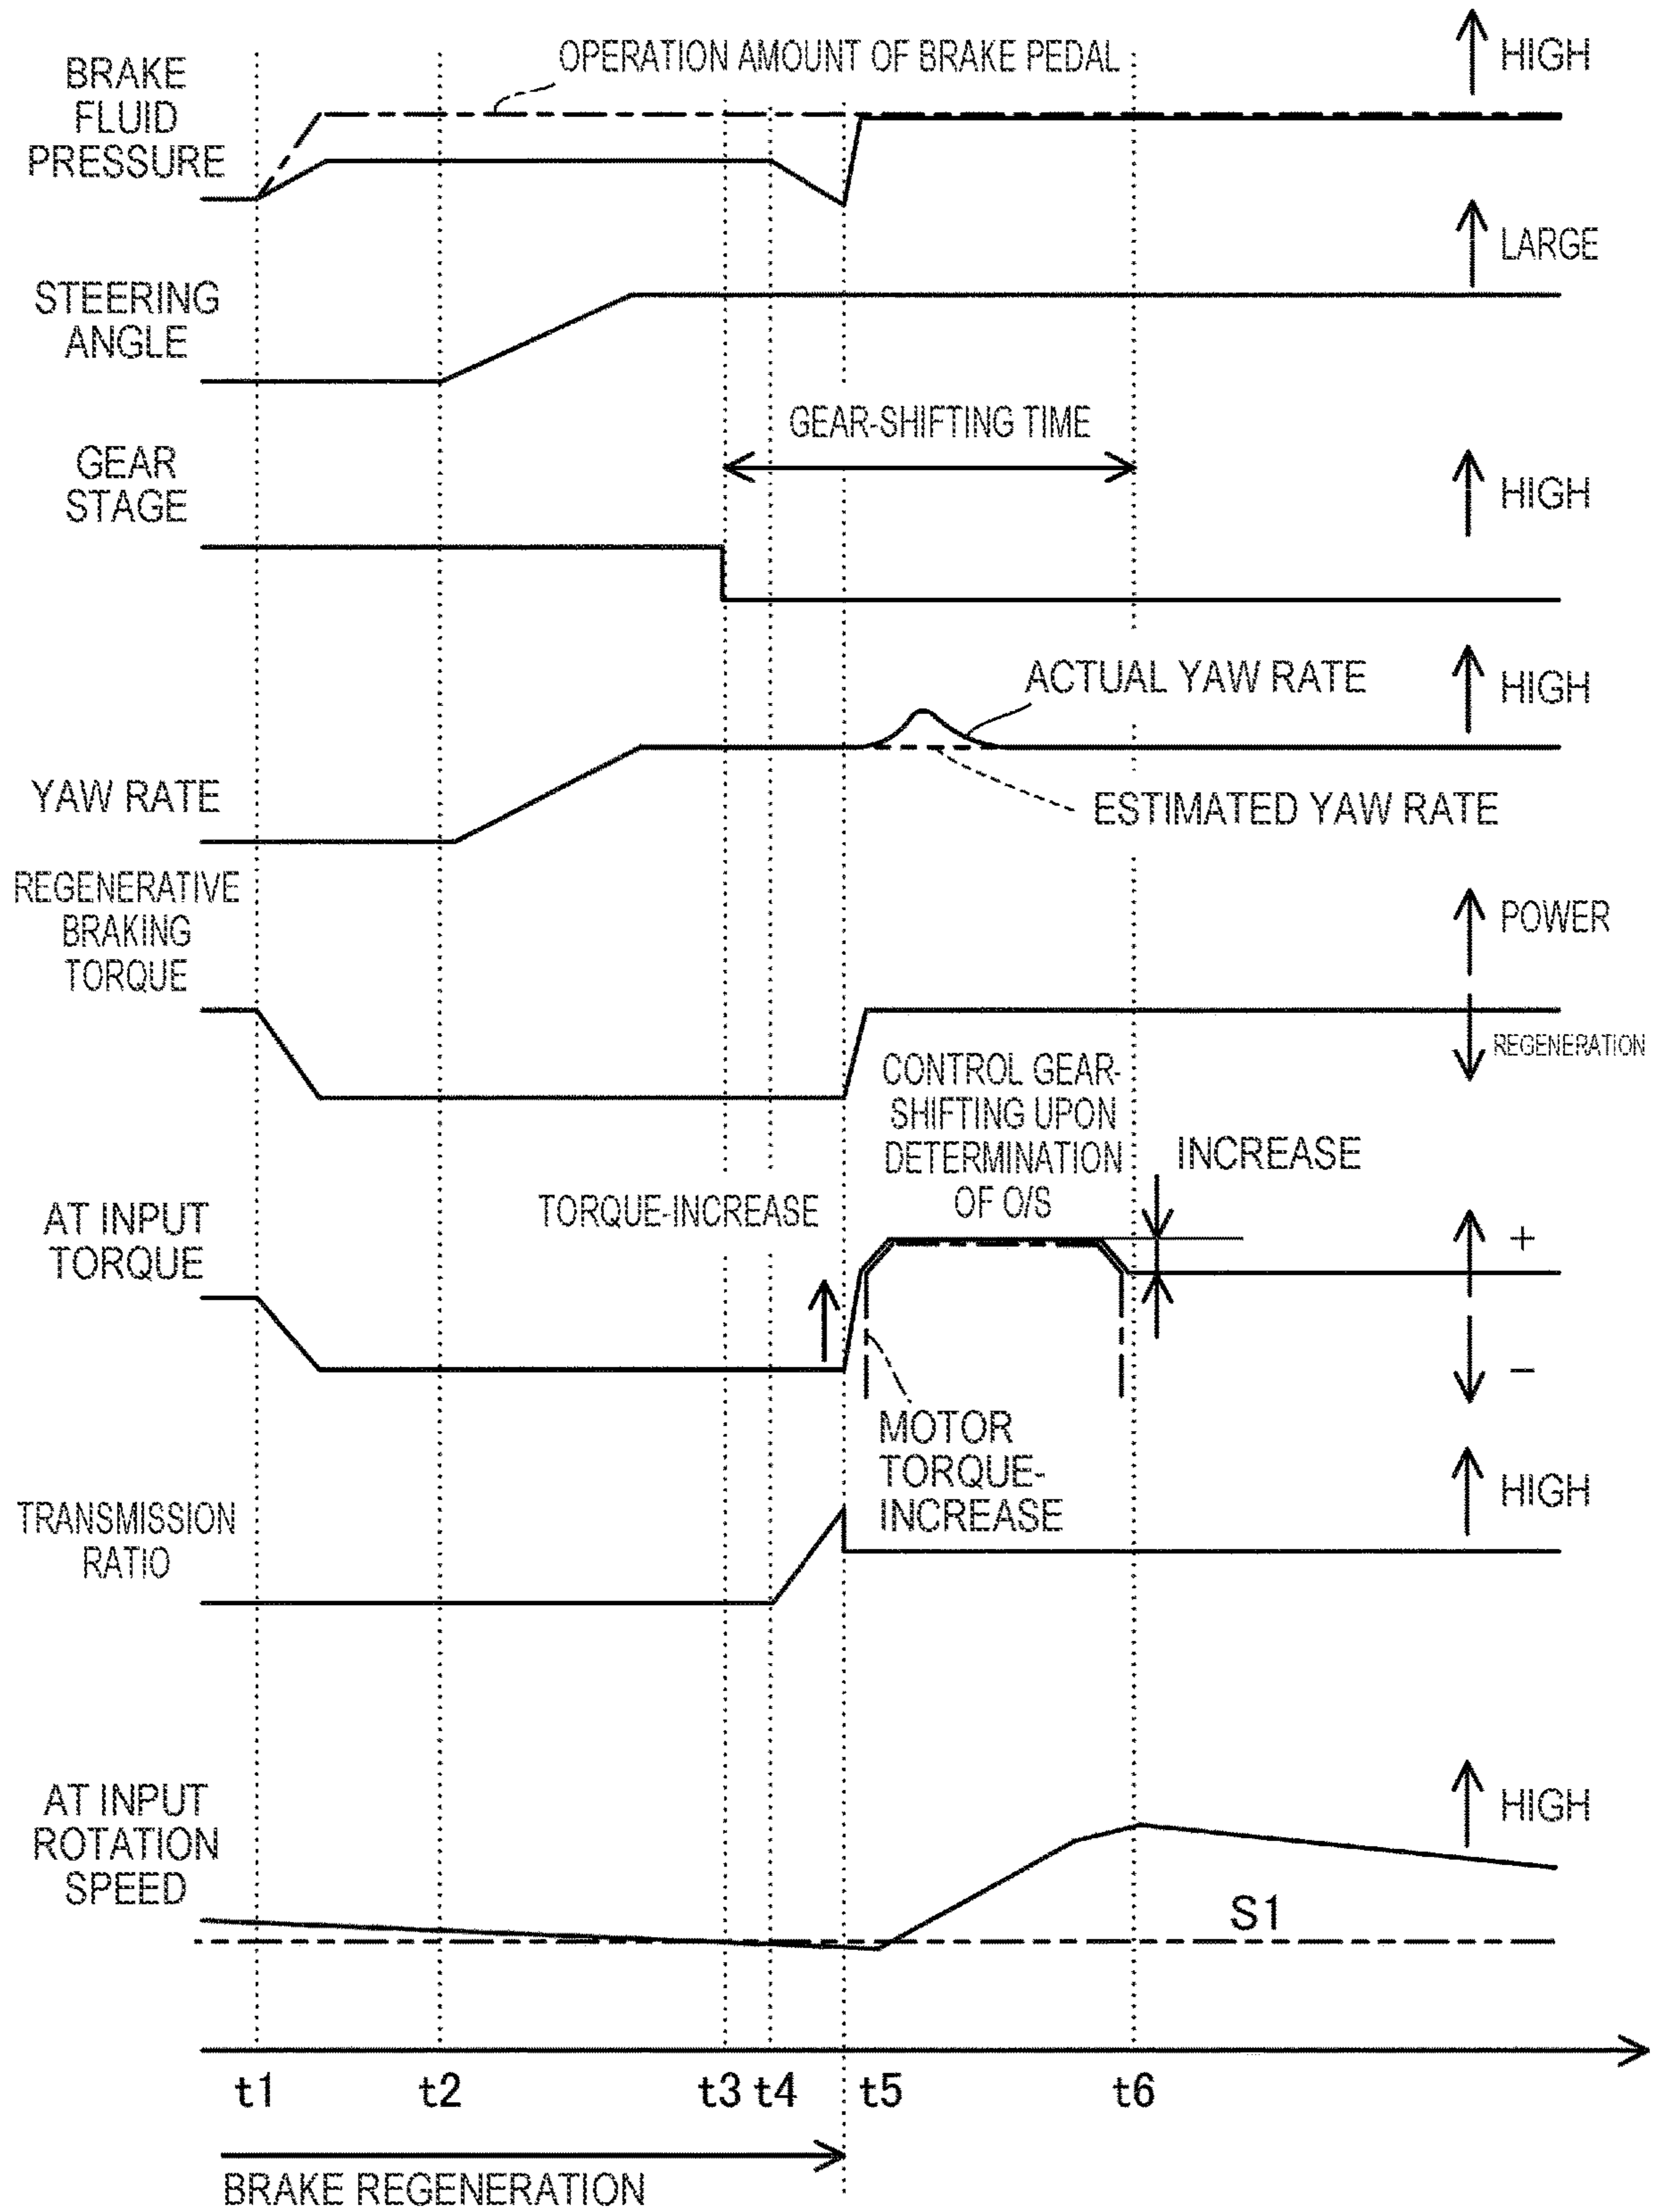 OPERATION AMOUNT OF BRAKE PEDAL
HIGH
BRAKE
FLUID
PRESSURE
LARGE
STEERING
ANGLE
GEAR-SHIFTING TIME
GEAR
STAGE
HIGH
ACTUAL YAW RATE
HIGH
YAW RATE
ESTIMATED YAW RATE
REGENERATIVE
BRAKING
TORQUE
POWER
REGENERATION
CONTROL GEAR-
SHIFTING UPON
DETERMINATION
OF O/S
INCREASE
TORQUE-INCREASE
AT INPUT
TORQUE
+
−
MOTOR
TORQUE-
INCREASE
HIGH
TRANSMISSION
RATIO
AT INPUT
ROTATION
SPEED
HIGH
S1
t1 t2 t3 t4 t5 t6
BRAKE REGENERATION